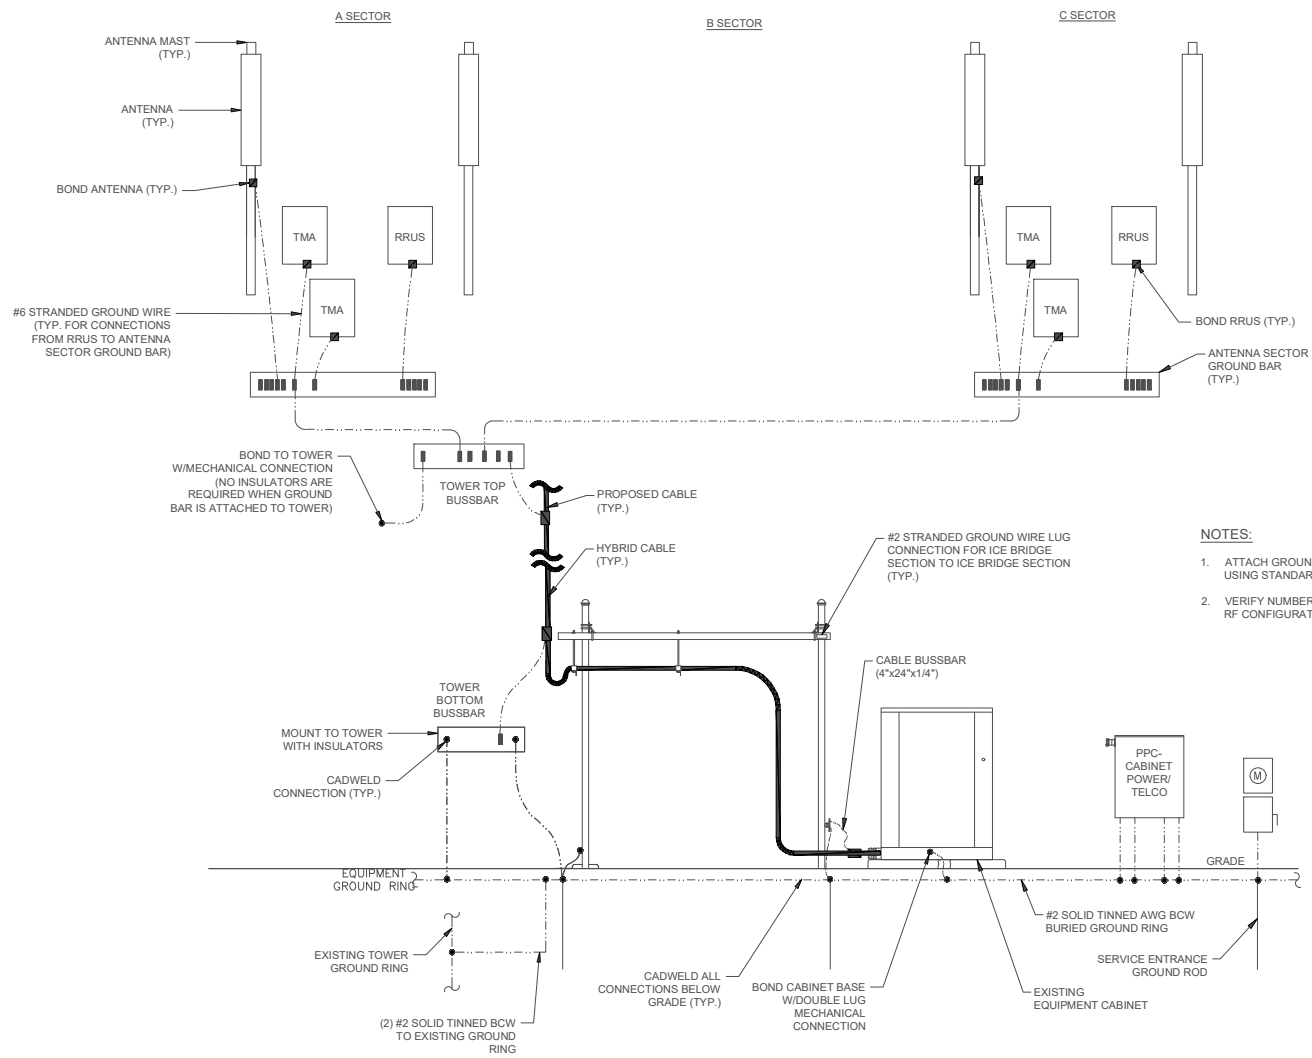 A SECTOR
B SECTOR
C SECTOR
ANTENNA MAST
(TYP.)
ANTENNA
(TYP.)
BOND ANTENNA (TYP.)
TMA
RRUS
TMA
#6 STRANDED GROUND WIRE
(TYP. FOR CONNECTIONS
FROM RRUS TO ANTENNA
SECTOR GROUND BAR)
TMA
RRUS
TMA
BOND RRUS (TYP.)
ANTENNA SECTOR
GROUND BAR
(TYP.)
BOND TO TOWER
W/MECHANICAL CONNECTION
(NO INSULATORS ARE
REQUIRED WHEN GROUND
BAR IS ATTACHED TO TOWER)
TOWER TOP
BUSSBAR
PROPOSED CABLE
(TYP.)
HYBRID CABLE
(TYP.)
#2 STRANDED GROUND WIRE LUG
CONNECTION FOR ICE BRIDGE
SECTION TO ICE BRIDGE SECTION
(TYP.)
NOTES:
1. ATTACH GROUN
USING STANDAR
2. VERIFY NUMBER
RF CONFIGURAT
CABLE BUSSBAR
(4"x24"x1/4")
TOWER
BOTTOM
BUSSBAR
MOUNT TO TOWER
WITH INSULATORS
CADWELD
CONNECTION (TYP.)
PPC-
CABINET
POWER/
TELCO
M
EQUIPMENT
GROUND RING
GRADE
EXISTING TOWER
GROUND RING
(2) #2 SOLID TINNED BCW
TO EXISTING GROUND
RING
CADWELD ALL
CONNECTIONS BELOW
GRADE (TYP.)
BOND CABINET BASE
W/DOUBLE LUG
MECHANICAL
CONNECTION
#2 SOLID TINNED AWG BCW
BURIED GROUND RING
EXISTING
EQUIPMENT CABINET
SERVICE ENTRANCE
GROUND ROD